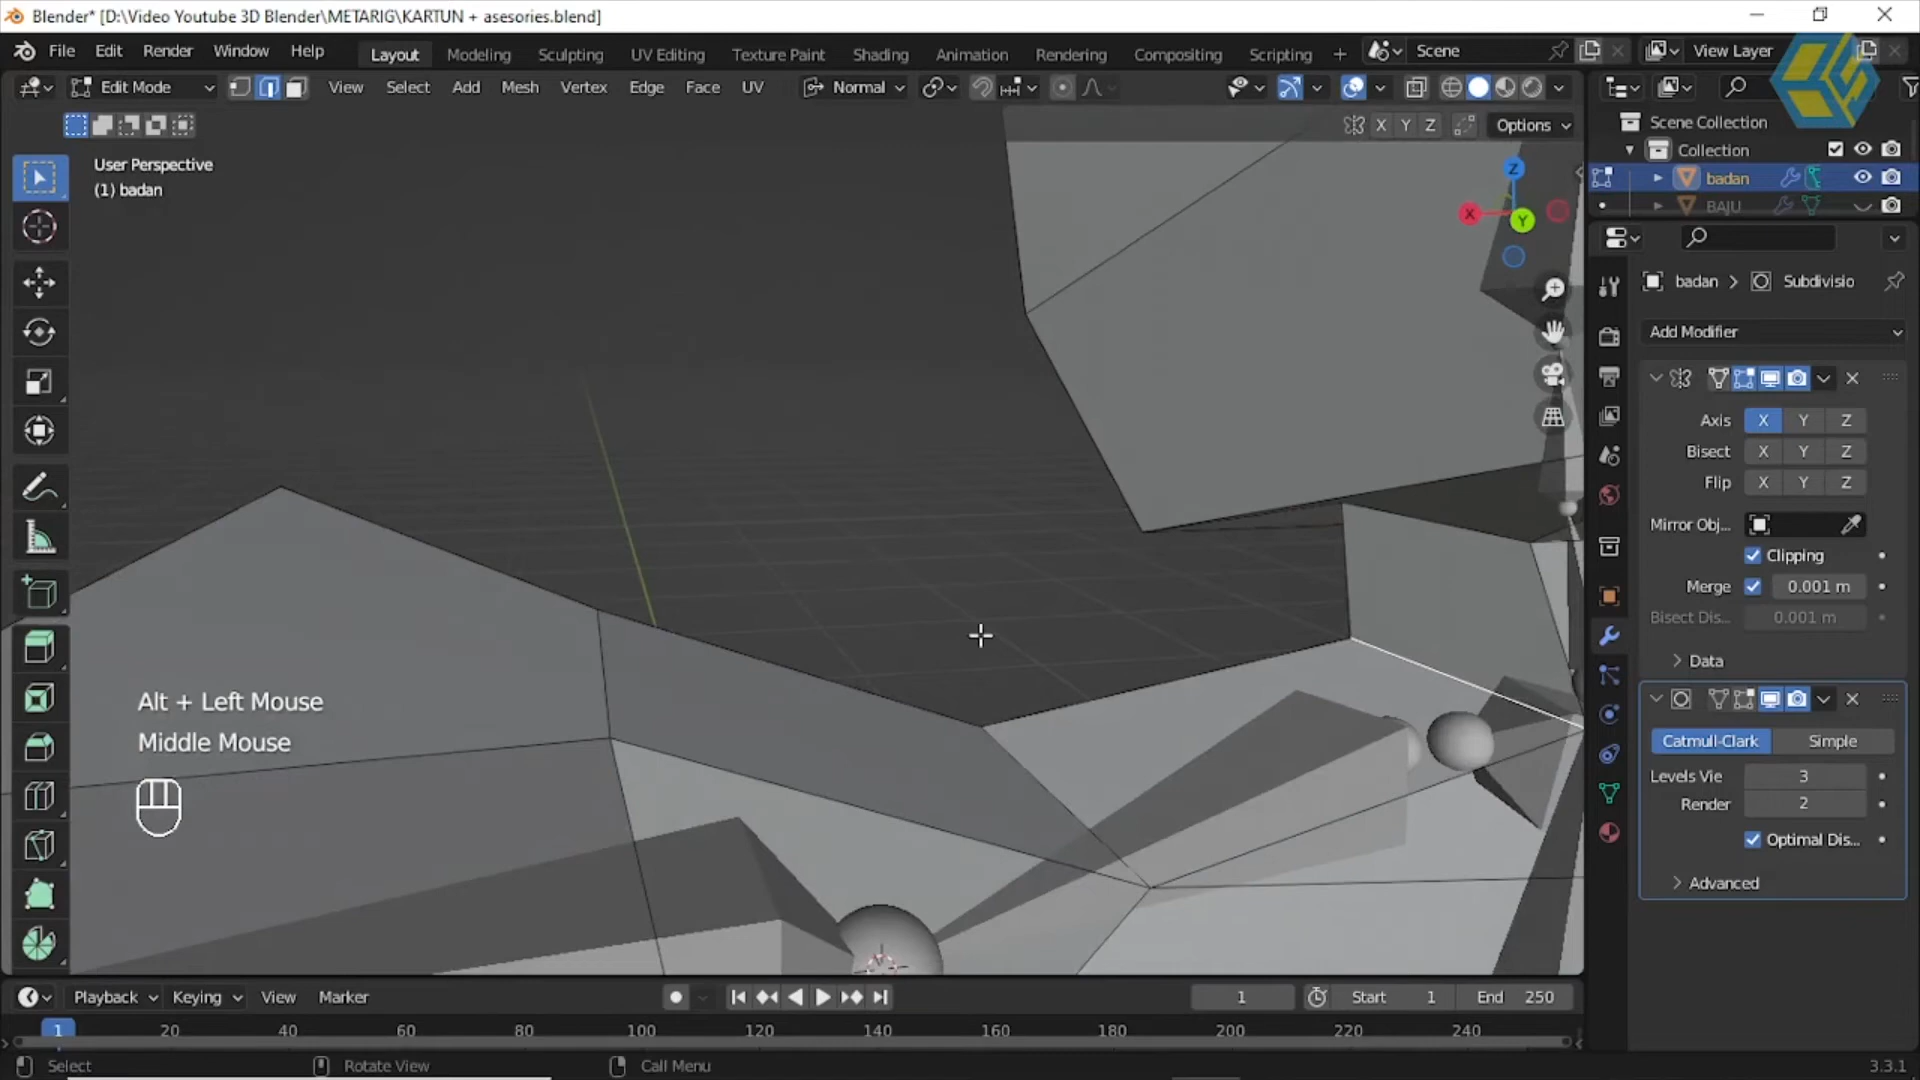 Blender* [D:\Video Youtube 3D Blender\METARIG\KARTUN + asesories.blend]
File Edit Render Window Help Layout Modeling Sculpting UV Editing Texture Paint Shading Animation Rendering Compositing Scripting + Scene View Layer
Edit Mode View Select Add Mesh Vertex Edge Face UV Normal
X Y Z Options
User Perspective
(1) badan
Z
X
Y
Scene Collection
Collection
badan
BAJU
badan > Subdivisio
Add Modifier
Axis X Y Z
Bisect X Y Z
Flip X Y Z
Mirror Obj...
Clipping
Merge 0.001 m
Bisect Dis... 0.001 m
Data
Catmull-Clark Simple
Levels Vie 3
Render 2
Optimal Dis...
Advanced
Alt + Left Mouse
Middle Mouse
Playback Keying View Marker 1 Start 1 End 250
1 20 40 60 80 100 120 140 160 180 200 220 240
Select Rotate View Call Menu 3.3.1